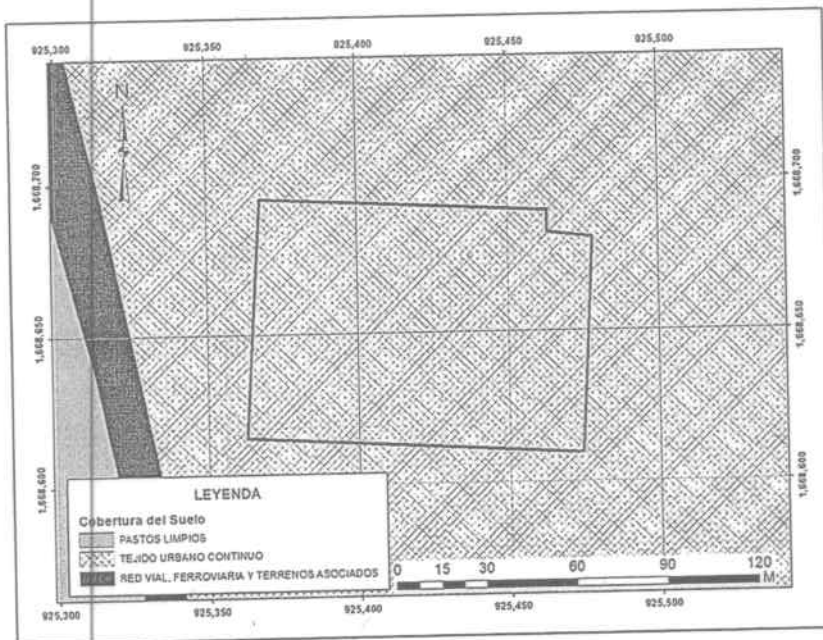 925,300 925,350 925,400 925,450 925,500
N
1,668,700 1,668,700
1,668,650 1,668,650
1,668,600 1,668,600
LEYENDA
Cobertura del Suelo
PASTOS LIMPIOS
TEJIDO URBANO CONTINUO
RED VIAL, FERROVIARIA Y TERRENOS ASOCIADOS
0 15 30 60 90 120
M
925,300 925,350 925,400 925,450 925,500